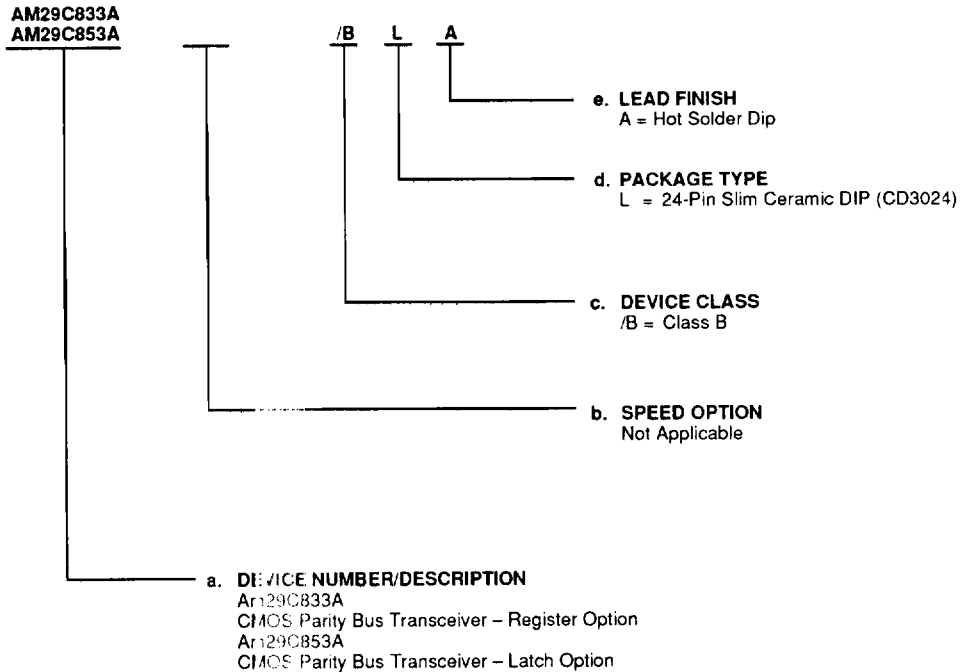 AM29C833A
AM29C853A /B L A
e. LEAD FINISH
A = Hot Solder Dip
d. PACKAGE TYPE
L = 24-Pin Slim Ceramic DIP (CD3024)
c. DEVICE CLASS
/B = Class B
b. SPEED OPTION
Not Applicable
a. DEVICE NUMBER/DESCRIPTION
Am29C833A
CMOS Parity Bus Transceiver – Register Option
Am29C853A
CMOS Parity Bus Transceiver – Latch Option